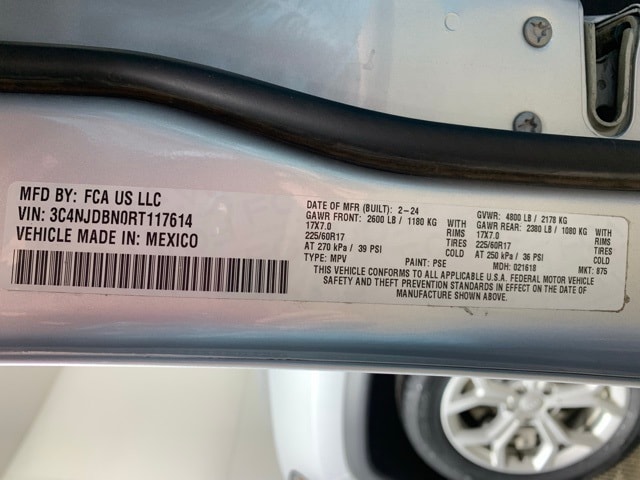 MFD BY: FCA US LLC
VIN: 3C4NJDBN0RT117614
VEHICLE MADE IN: MEXICO
DATE OF MFR (BUILT): 2-24 GVWR: 4800 LB / 2178 KG
GAWR FRONT: 2600 LB / 1180 KG WITH GAWR REAR: 2380 LB / 1080 KG WITH
17X7.0 RIMS 17X7.0 RIMS
225/60R17 TIRES 225/60R17 TIRES
AT 270 kPa / 39 PSI COLD AT 250 kPa / 36 PSI COLD
TYPE: MPV PAINT: PSE MDH: 021618 MKT: 875
THIS VEHICLE CONFORMS TO ALL APPLICABLE U.S.A. FEDERAL MOTOR VEHICLE
SAFETY AND THEFT PREVENTION STANDARDS IN EFFECT ON THE DATE OF
MANUFACTURE SHOWN ABOVE.